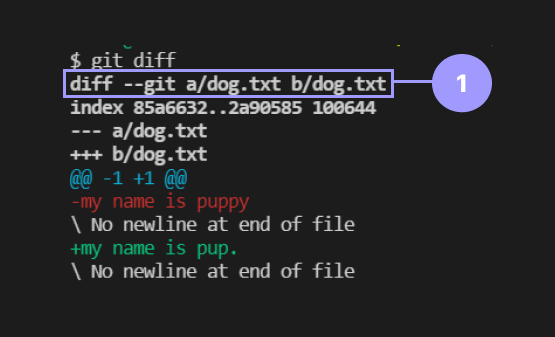 $ git diff
diff --git a/dog.txt b/dog.txt
1
index 85a6632..2a90585 100644
--- a/dog.txt
+++ b/dog.txt
@@ -1 +1 @@
-my name is puppy
\ No newline at end of file
+my name is pup.
\ No newline at end of file